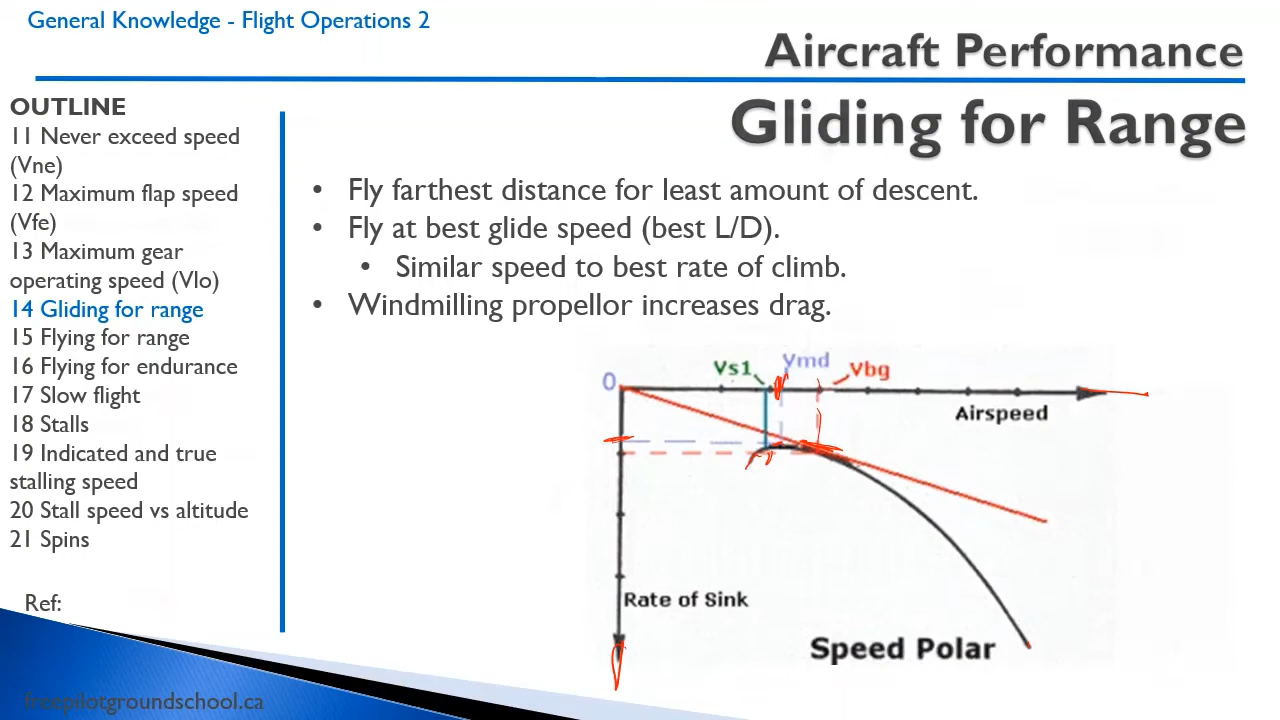 General Knowledge - Flight Operations 2
Aircraft Performance
Gliding for Range
OUTLINE
11 Never exceed speed
(Vne)
12 Maximum flap speed
(Vfe)
13 Maximum gear
operating speed (Vlo)
14 Gliding for range
15 Flying for range
16 Flying for endurance
17 Slow flight
18 Stalls
19 Indicated and true
stalling speed
20 Stall speed vs altitude
21 Spins
Ref:
• Fly farthest distance for least amount of descent.
• Fly at best glide speed (best L/D).
• Similar speed to best rate of climb.
• Windmilling propellor increases drag.
Vs1 Vmd Vbg
0
Airspeed
Rate of Sink
Speed Polar
freepilotgroundschool.ca